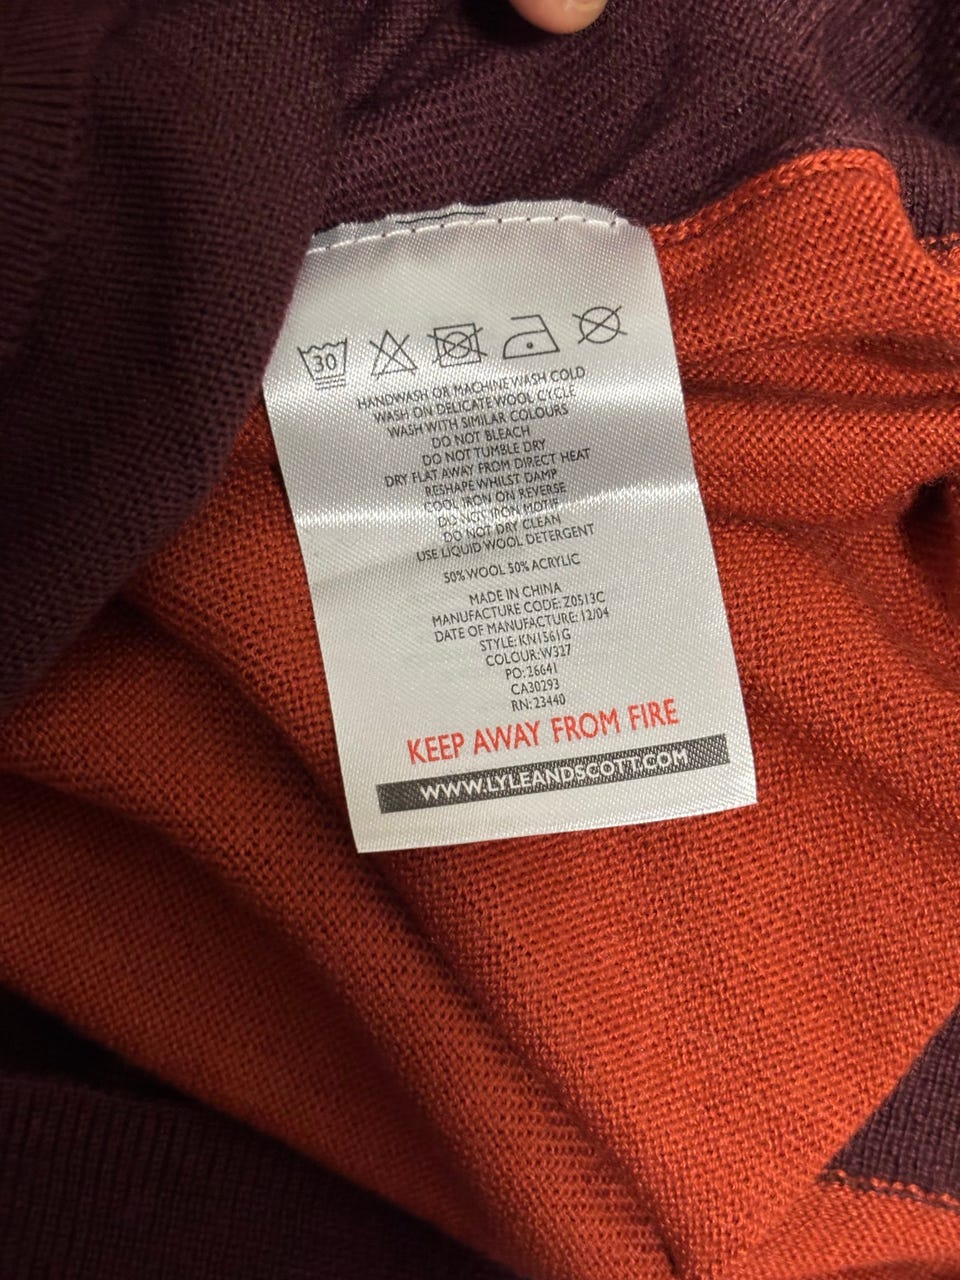 30
HANDWASH OR MACHINE WASH COLD
WASH ON DELICATE WOOL CYCLE
WASH WITH SIMILAR COLOURS
DO NOT BLEACH
DO NOT TUMBLE DRY
DRY FLAT AWAY FROM DIRECT HEAT
RESHAPE WHILST DAMP
COOL IRON ON REVERSE
DO NOT IRON MOTIF
DO NOT DRY CLEAN
USE LIQUID WOOL DETERGENT
50% WOOL 50% ACRYLIC
MADE IN CHINA
MANUFACTURE CODE: Z0513C
DATE OF MANUFACTURE: 12/04
STYLE: KN1561G
COLOUR: W327
PO: 26641
CA30293
RN: 23440
KEEP AWAY FROM FIRE
WWW.LYLEANDSCOTT.COM